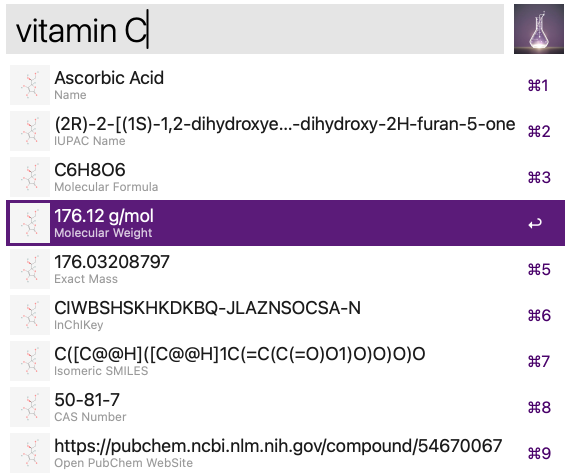 vitamin C
Ascorbic Acid
⌘1
Name
(2R)-2-[(1S)-1,2-dihydroxye...-dihydroxy-2H-furan-5-one
⌘2
IUPAC Name
C6H8O6
⌘3
Molecular Formula
176.12 g/mol
Molecular Weight
176.03208797
⌘5
Exact Mass
CIWBSHSKHKDKBQ-JLAZNSOCSA-N
⌘6
InChIKey
C([C@@H]([C@@H]1C(=C(C(=O)O1)O)O)O)O
⌘7
Isomeric SMILES
50-81-7
⌘8
CAS Number
https://pubchem.ncbi.nlm.nih.gov/compound/54670067
⌘9
Open PubChem WebSite